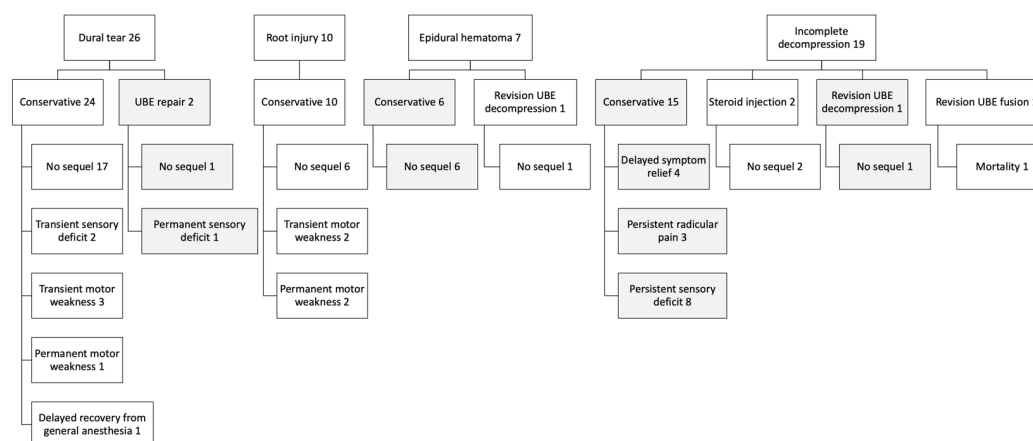 Dural tear 26
Root injury 10
Epidural hematoma 7
Incomplete
decompression 19
Conservative 24
UBE repair 2
Conservative 10
Conservative 6
Revision UBE
decompression 1
Conservative 15
Steroid injection 2
Revision UBE
decompression 1
Revision UBE fusion
No sequel 17
No sequel 1
No sequel 6
No sequel 6
No sequel 1
Delayed symptom
relief 4
No sequel 2
No sequel 1
Mortality 1
Transient sensory
deficit 2
Permanent sensory
deficit 1
Transient motor
weakness 2
Persistent radicular
pain 3
Transient motor
weakness 3
Permanent motor
weakness 2
Persistent sensory
deficit 8
Permanent motor
weakness 1
Delayed recovery from
general anesthesia 1